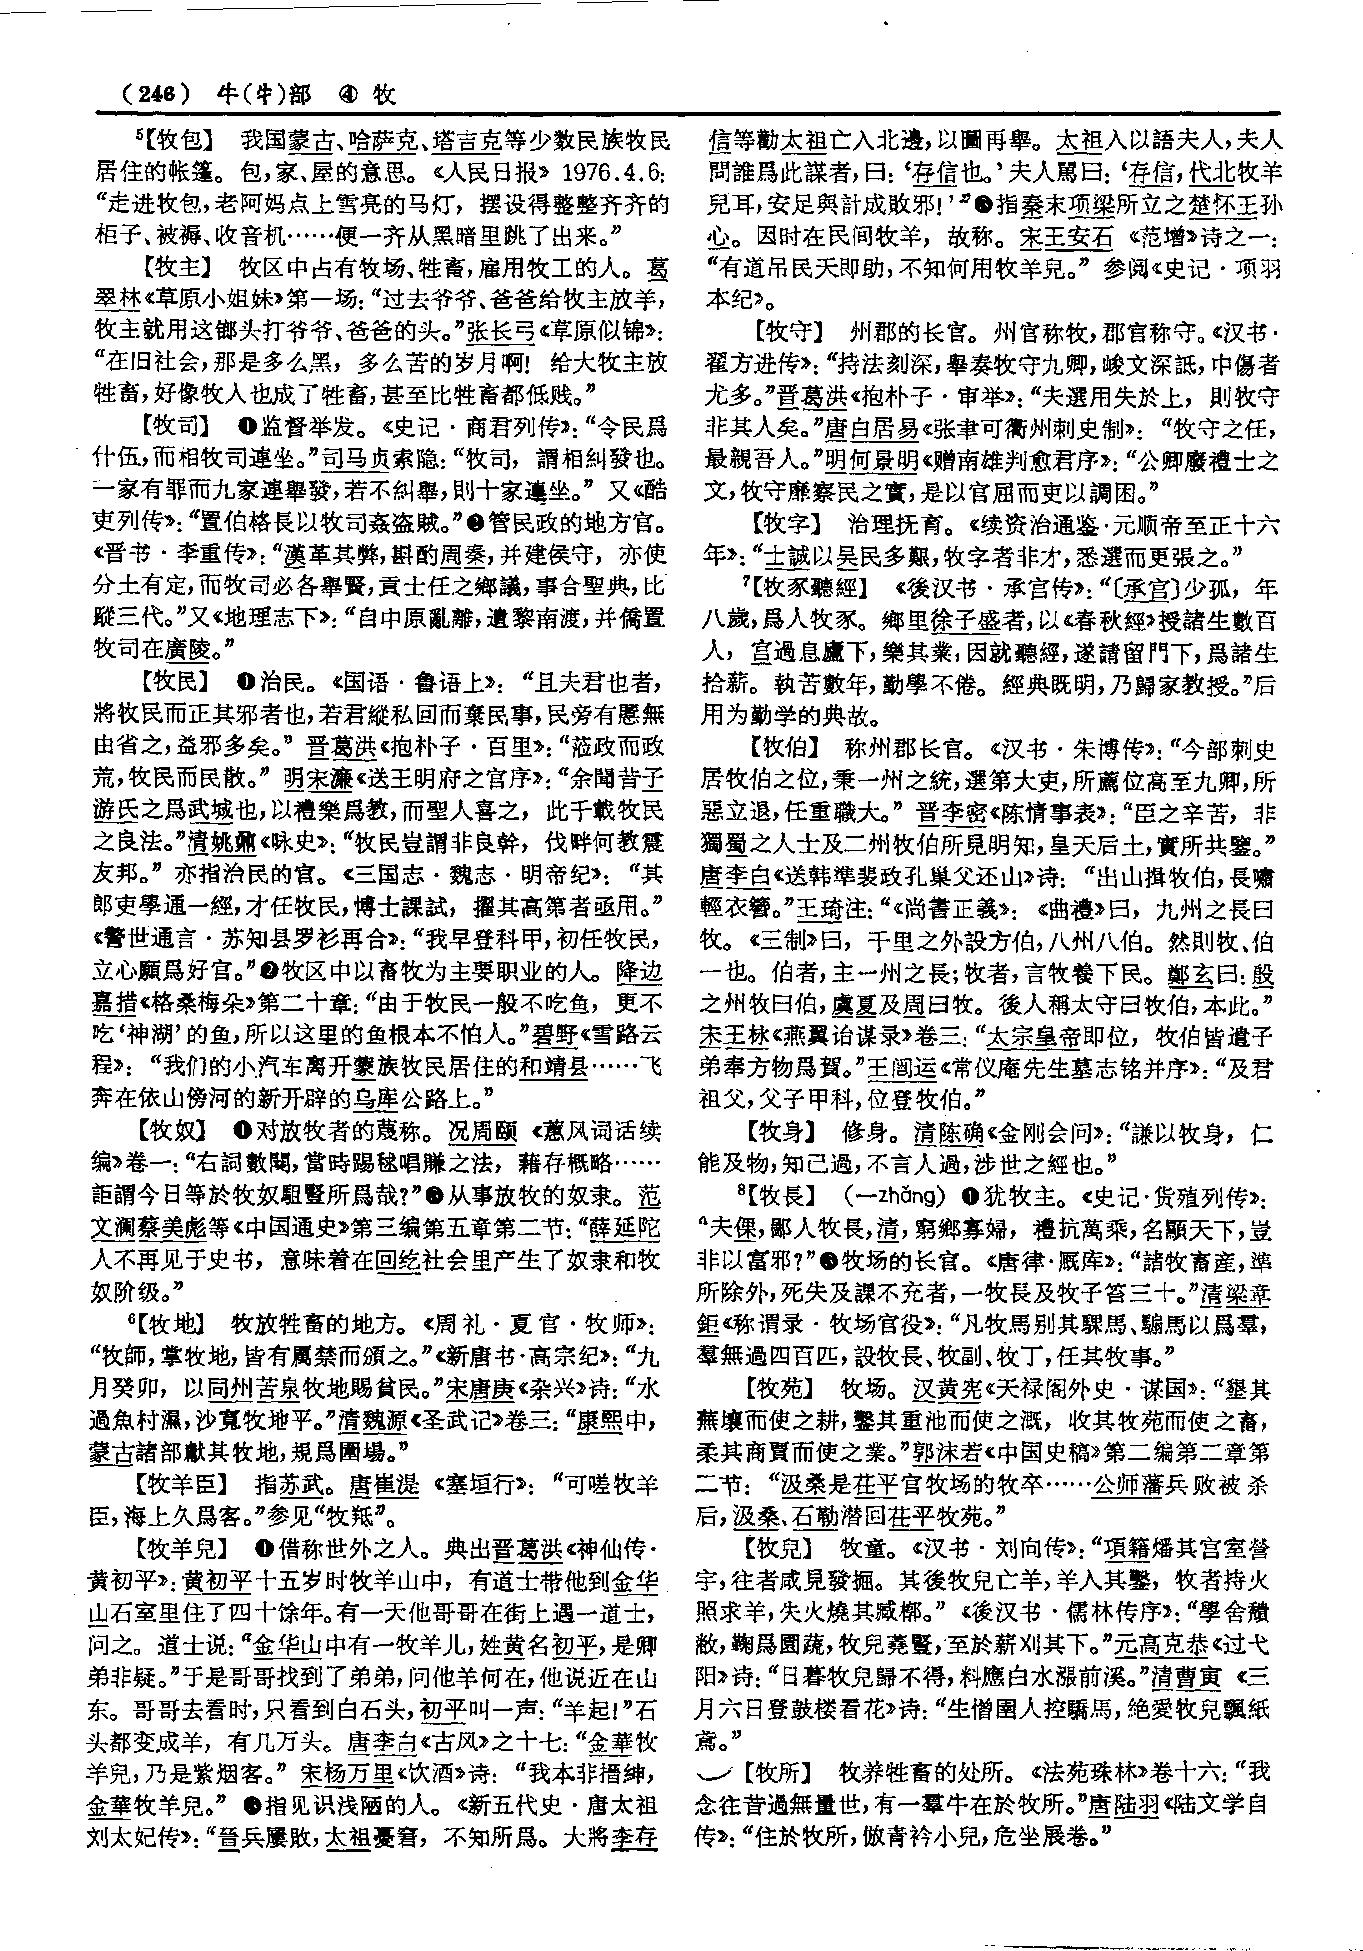 （246） 牛(牜)部 ④ 牧
⁵【牧包】 我国蒙古、哈萨克、塔吉克等少数民族牧民
居住的帐篷。包，家、屋的意思。《人民日报》1976.4.6：
“走进牧包，老阿妈点上雪亮的马灯，摆设得整整齐齐的
柜子、被褥、收音机……便一齐从黑暗里跳了出来。”
【牧主】 牧区中占有牧场、牲畜，雇用牧工的人。葛
翠林《草原小姐妹》第一场：“过去爷爷、爸爸给牧主放羊，
牧主就用这镢头打爷爷、爸爸的头。”张长弓《草原似锦》：
“在旧社会，那是多么黑，多么苦的岁月啊！给大牧主放
牲畜，好像牧人也成了牲畜，甚至比牲畜都低贱。”
【牧司】 ❶监督举发。《史记·商君列传》：“令民爲
什伍，而相牧司連坐。”司马贞索隐：“牧司，謂相糾發也。
一家有罪而九家連舉發，若不糾舉，則十家連坐。”又《酷
吏列传》：“置伯格長以牧司姦盗贼。”❷管民政的地方官。
《晋书·李重传》：“漢革其弊，斟酌周秦，并建侯守，亦使
分土有定，而牧司必各舉賢，貢士任之鄉議，事合聖典，比
蹤三代。”又《地理志下》：“自中原亂離，遺黎南渡，并僑置
牧司在廣陵。”
【牧民】 ❶治民。《国语·鲁语上》：“且夫君也者，
將牧民而正其邪者也，若君縱私回而棄民事，民旁有慝無
由省之，益邪多矣。”晋葛洪《抱朴子·百里》：“蒞政而政
荒，牧民而民散。”明宋濂《送王明府之官序》：“余聞昔子
游氏之爲武城也，以禮樂爲教，而聖人喜之，此千載牧民
之良法。”清姚鼐《咏史》：“牧民豈謂非良幹，伐畔何教震
友邦。”亦指治民的官。《三国志·魏志·明帝纪》：“其
郎吏學通一經，才任牧民，博士課試，擢其高第者亟用。”
《警世通言·苏知县罗衫再合》：“我早登科甲，初任牧民，
立心願爲好官。”❷牧区中以畜牧为主要职业的人。降边
嘉措《格桑梅朵》第二十章：“由于牧民一般不吃鱼，更不
吃‘神湖’的鱼，所以这里的鱼根本不怕人。”碧野《雪路云
程》：“我们的小汽车离开蒙族牧民居住的和靖县……飞
奔在依山傍河的新开辟的乌库公路上。”
【牧奴】 ❶对放牧者的蔑称。况周颐《蕙风词话续
编》卷一：“右詞數闋，當時踢毬唱賺之法，藉存概略……
詎謂今日等於牧奴駔豎所爲哉？”❷从事放牧的奴隶。范
文澜蔡美彪等《中国通史》第三编第五章第二节：“薛延陀
人不再见于史书，意味着在回纥社会里产生了奴隶和牧
奴阶级。”
⁶【牧地】 牧放牲畜的地方。《周礼·夏官·牧师》：
“牧師，掌牧地，皆有厲禁而頒之。”《新唐书·高宗纪》：“九
月癸卯，以同州苦泉牧地賜貧民。”宋唐庚《杂兴》诗：“水
過魚村濕，沙寬牧地平。”清魏源《圣武记》卷三：“康熙中，
蒙古諸部獻其牧地，規爲圍場。”
【牧羊臣】 指苏武。唐崔湜《塞垣行》：“可嗟牧羊
臣，海上久爲客。”参见“牧羝”。
【牧羊兒】 ❶借称世外之人。典出晋葛洪《神仙传·
黄初平》：黄初平十五岁时牧羊山中，有道士带他到金华
山石室里住了四十馀年。有一天他哥哥在街上遇一道士，
问之。道士说：“金华山中有一牧羊儿，姓黄名初平，是卿
弟非疑。”于是哥哥找到了弟弟，问他羊何在，他说近在山
东。哥哥去看时，只看到白石头，初平叫一声：“羊起！”石
头都变成羊，有几万头。唐李白《古风》之十七：“金華牧
羊兒，乃是紫烟客。”宋杨万里《饮酒》诗：“我本非搢紳，
金華牧羊兒。”❷指见识浅陋的人。《新五代史·唐太祖
刘太妃传》：“晉兵屢敗，太祖憂窘，不知所爲。大將李存
信等勸太祖亡入北邊，以圖再舉。太祖入以語夫人，夫人
問誰爲此謀者，曰：‘存信也。’夫人罵曰：‘存信，代北牧羊
兒耳，安足與計成敗邪！’”❸指秦末项梁所立之楚怀王孙
心。因时在民间牧羊，故称。宋王安石《范增》诗之一：
“有道吊民天即助，不知何用牧羊兒。”参阅《史记·项羽
本纪》。
【牧守】 州郡的长官。州官称牧，郡官称守。《汉书·
翟方进传》：“持法刻深，舉奏牧守九卿，峻文深詆，中傷者
尤多。”晋葛洪《抱朴子·审举》：“夫選用失於上，則牧守
非其人矣。”唐白居易《张聿可衢州刺史制》：“牧守之任，
最親吾人。”明何景明《赠南雄判愈君序》：“公卿廢禮士之
文，牧守靡察民之實，是以官屈而吏以調困。”
【牧字】 治理抚育。《续资治通鉴·元顺帝至正十六
年》：“士誠以吴民多艱，牧字者非才，悉選而更張之。”
⁷【牧豕聽經】 《後汉书·承宫传》：“〔承宫〕少孤，年
八歲，爲人牧豕。鄉里徐子盛者，以《春秋經》授諸生數百
人，宫過息廬下，樂其業，因就聽經，遂請留門下，爲諸生
拾薪。執苦數年，勤學不倦。經典既明，乃歸家教授。”后
用为勤学的典故。
【牧伯】 称州郡长官。《汉书·朱博传》：“今部刺史
居牧伯之位，秉一州之統，選第大吏，所薦位高至九卿，所
惡立退，任重職大。”晋李密《陈情事表》：“臣之辛苦，非
獨蜀之人士及二州牧伯所見明知，皇天后土，實所共鑒。”
唐李白《送韩準裴政孔巢父还山》诗：“出山揖牧伯，長嘯
輕衣簪。”王琦注：“《尚書正義》：《曲禮》曰，九州之長曰
牧。《王制》曰，千里之外設方伯，八州八伯。然則牧、伯
一也。伯者，主一州之長；牧者，言牧養下民。鄭玄曰：殷
之州牧曰伯，虞夏及周曰牧。後人稱太守曰牧伯，本此。”
宋王栐《燕翼诒谋录》卷三：“太宗皇帝即位，牧伯皆遣子
弟奉方物爲賀。”王闿运《常仪庵先生墓志铭并序》：“及君
祖父，父子甲科，位登牧伯。”
【牧身】 修身。清陈确《金刚会问》：“謙以牧身，仁
能及物，知己過，不言人過，涉世之經也。”
⁸【牧長】 （—zhǎng）❶犹牧主。《史记·货殖列传》：
“夫倮，鄙人牧長，清，窮鄉寡婦，禮抗萬乘，名顯天下，豈
非以富邪？”❷牧场的长官。《唐律·厩库》：“諸牧畜産，準
所除外，死失及課不充者，一牧長及牧子笞三十。”清梁章
鉅《称谓录·牧场官役》：“凡牧馬别其騍馬、騸馬以爲羣，
羣無過四百匹，設牧長、牧副、牧丁，任其牧事。”
【牧苑】 牧场。汉黄宪《天禄阁外史·谋国》：“墾其
蕪壤而使之耕，鑿其重池而使之溉，收其牧苑而使之畜，
柔其商賈而使之業。”郭沫若《中国史稿》第二编第二章第
二节：“汲桑是茌平官牧场的牧卒……公师藩兵败被杀
后，汲桑、石勒潜回茌平牧苑。”
【牧兒】 牧童。《汉书·刘向传》：“項籍燔其宫室營
宇，往者咸見發掘。其後牧兒亡羊，羊入其鑿，牧者持火
照求羊，失火燒其臧椁。”《後汉书·儒林传序》：“學舍穨
敝，鞠爲園蔬，牧兒蕘豎，至於薪刈其下。”元高克恭《过弋
阳》诗：“日暮牧兒歸不得，料應白水漲前溪。”清曹寅《三
月六日登鼓楼看花》诗：“生憎圉人控驕馬，絶愛牧兒飄紙
鳶。”
【牧所】 牧养牲畜的处所。《法苑珠林》卷十六：“我
念往昔過無量世，有一羣牛在於牧所。”唐陆羽《陆文学自
传》：“住於牧所，倣青衿小兒，危坐展卷。”